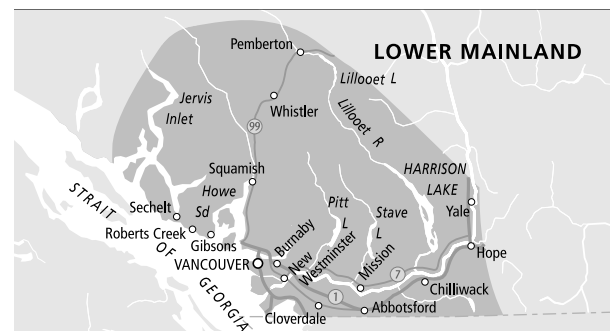 LOWER MAINLAND
Pemberton
Lillooet L
Jervis
Inlet
Whistler
Lillooet R
99
Squamish
HARRISON
LAKE
Howe
Sd
Pitt
L
Stave
L
Sechelt
Yale
Roberts Creek
Gibsons
STRAIT
OF
GEORGIA
VANCOUVER
Burnaby
New
Westminster
Mission
7
Hope
1
Chilliwack
Cloverdale
Abbotsford